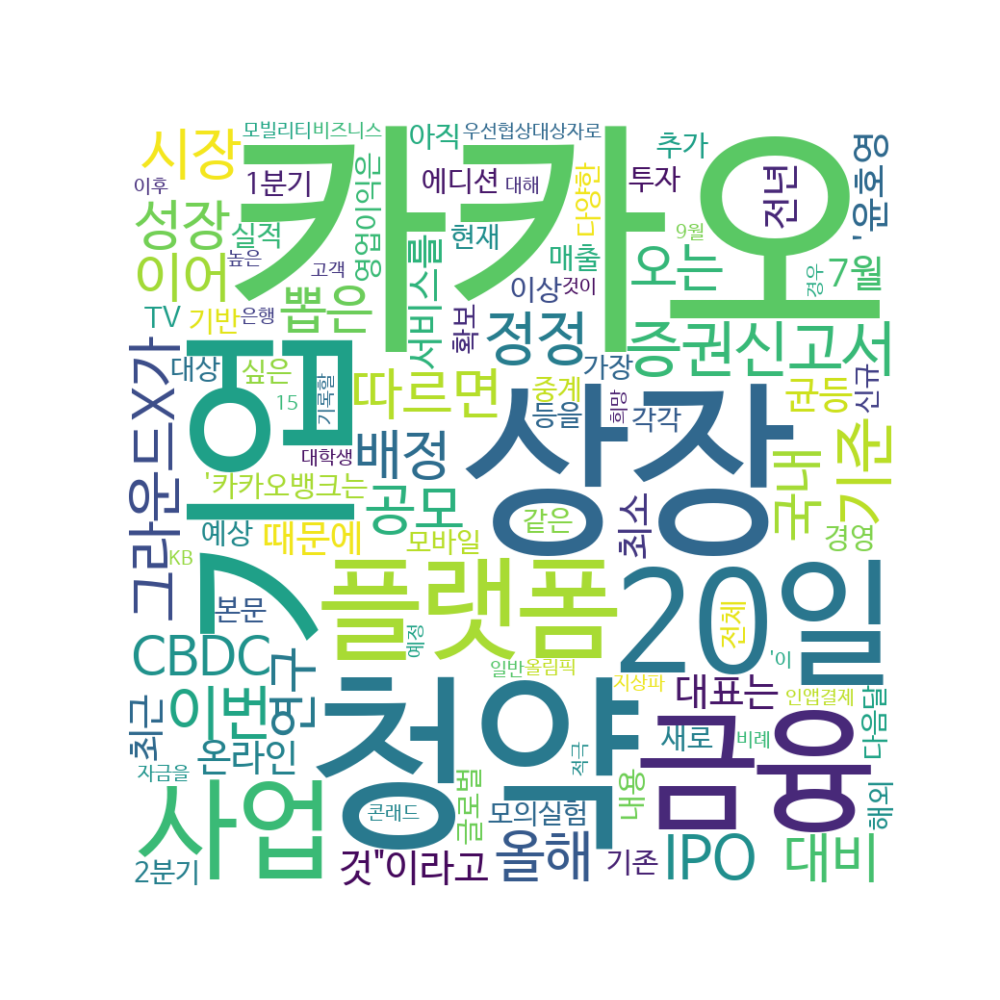 모빌리티비즈니스
아직
우선협상대상자로
추가
시장
카카오
1분기
에디션
대해
다양한
투자
전년
'윤호영
이후
성장
실적
영업이익은
서비스를
현재
매출
9월
높은
고객
이어
뽑은
이상
것이
오는
경우
7월
TV
기반
은행
확보
정정
증권신고서
그라운드X가
대상
싶은
기록할
앱
15
따르면
중계
가장
희망
균등
신규
등을
각각
대학생
상장
배정
'카카오뱅크는
공모
같은
최소
국내
기준
예상
때문에
모바일
경영
KB
스
본문
플랫폼
20일
전체
예정
CBDC
연구
일반
올림픽
'이
지상파
대표는
인앱결제
최근
이번
청약
금융
다음달
온라인
새로
비례
적극
자금을
사업
콘래드
글로벌
모의실험
내용
해외
2분기
것"이라고
올해
기존
IPO
대비